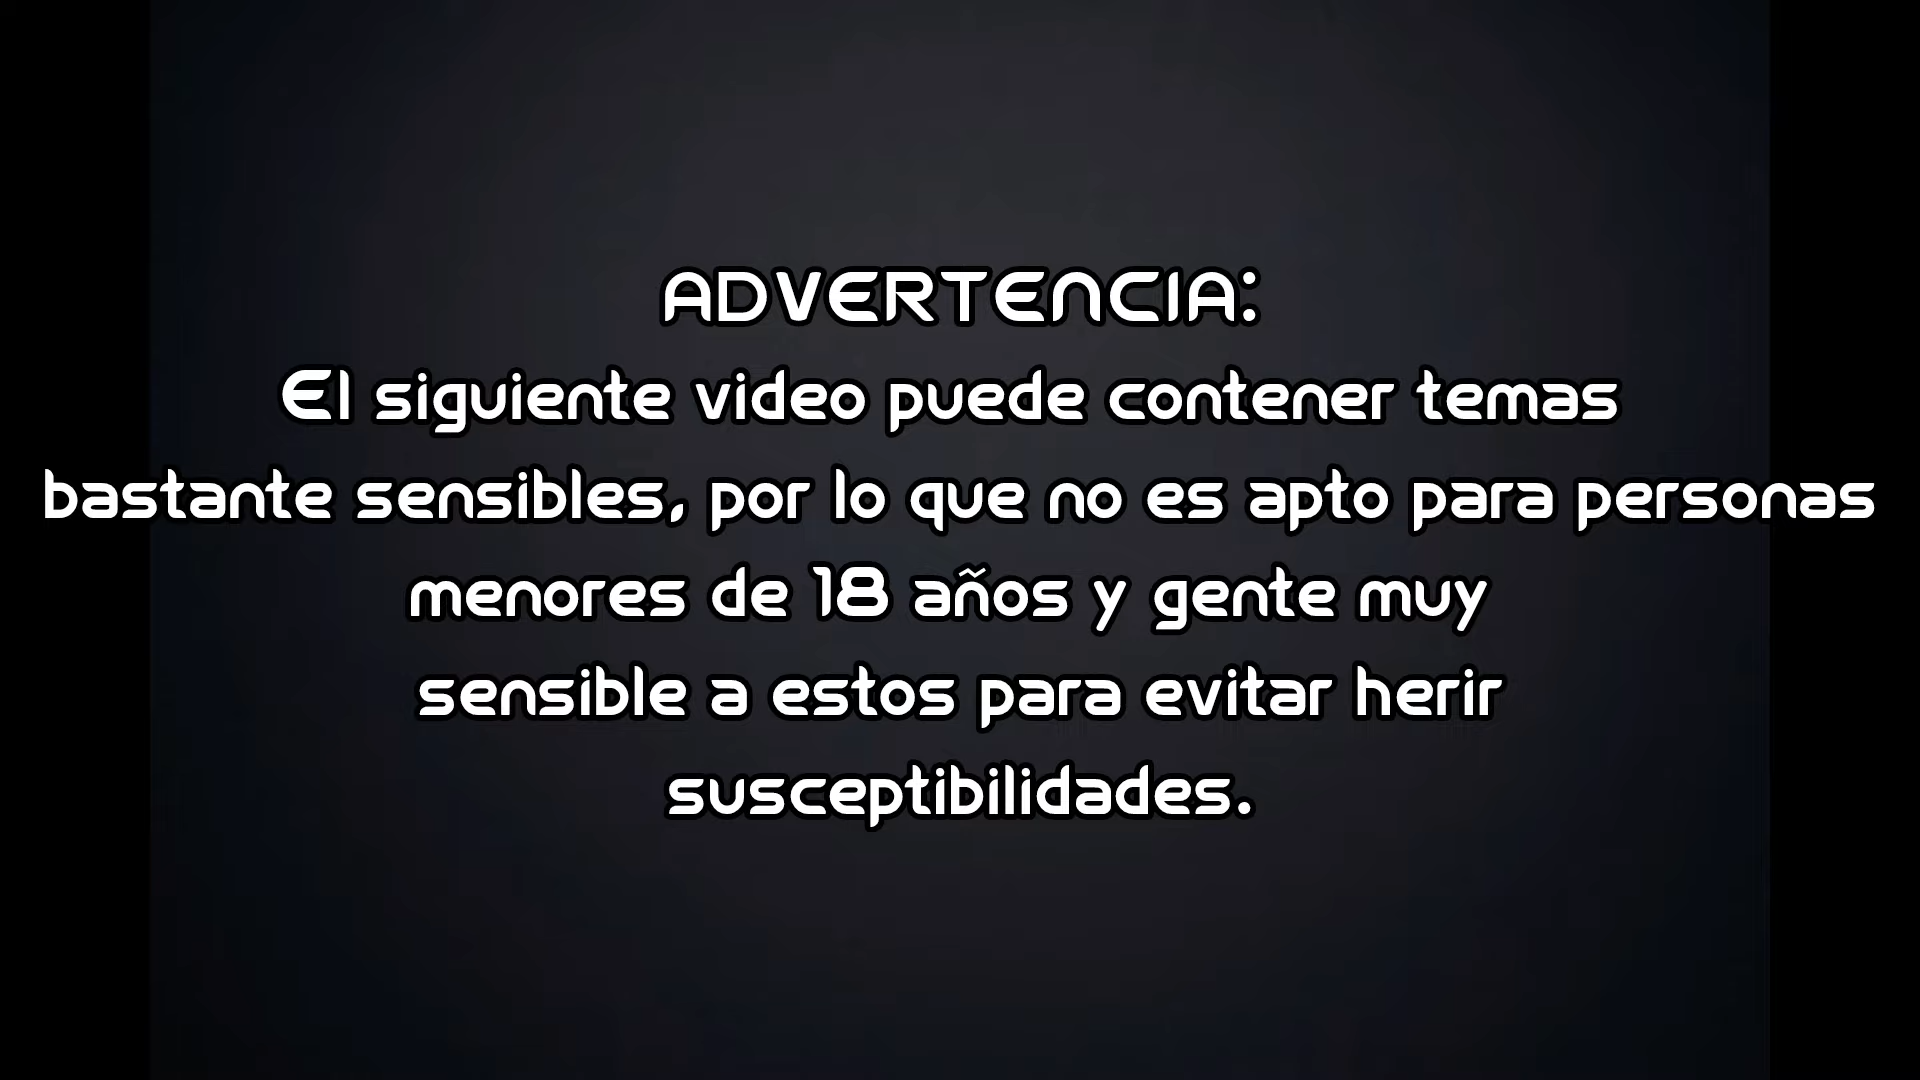 ADVERTENCIA:
El siguiente video puede contener temas
bastante sensibles, por lo que no es apto para personas
menores de 18 años y gente muy
sensible a estos para evitar herir
susceptibilidades.